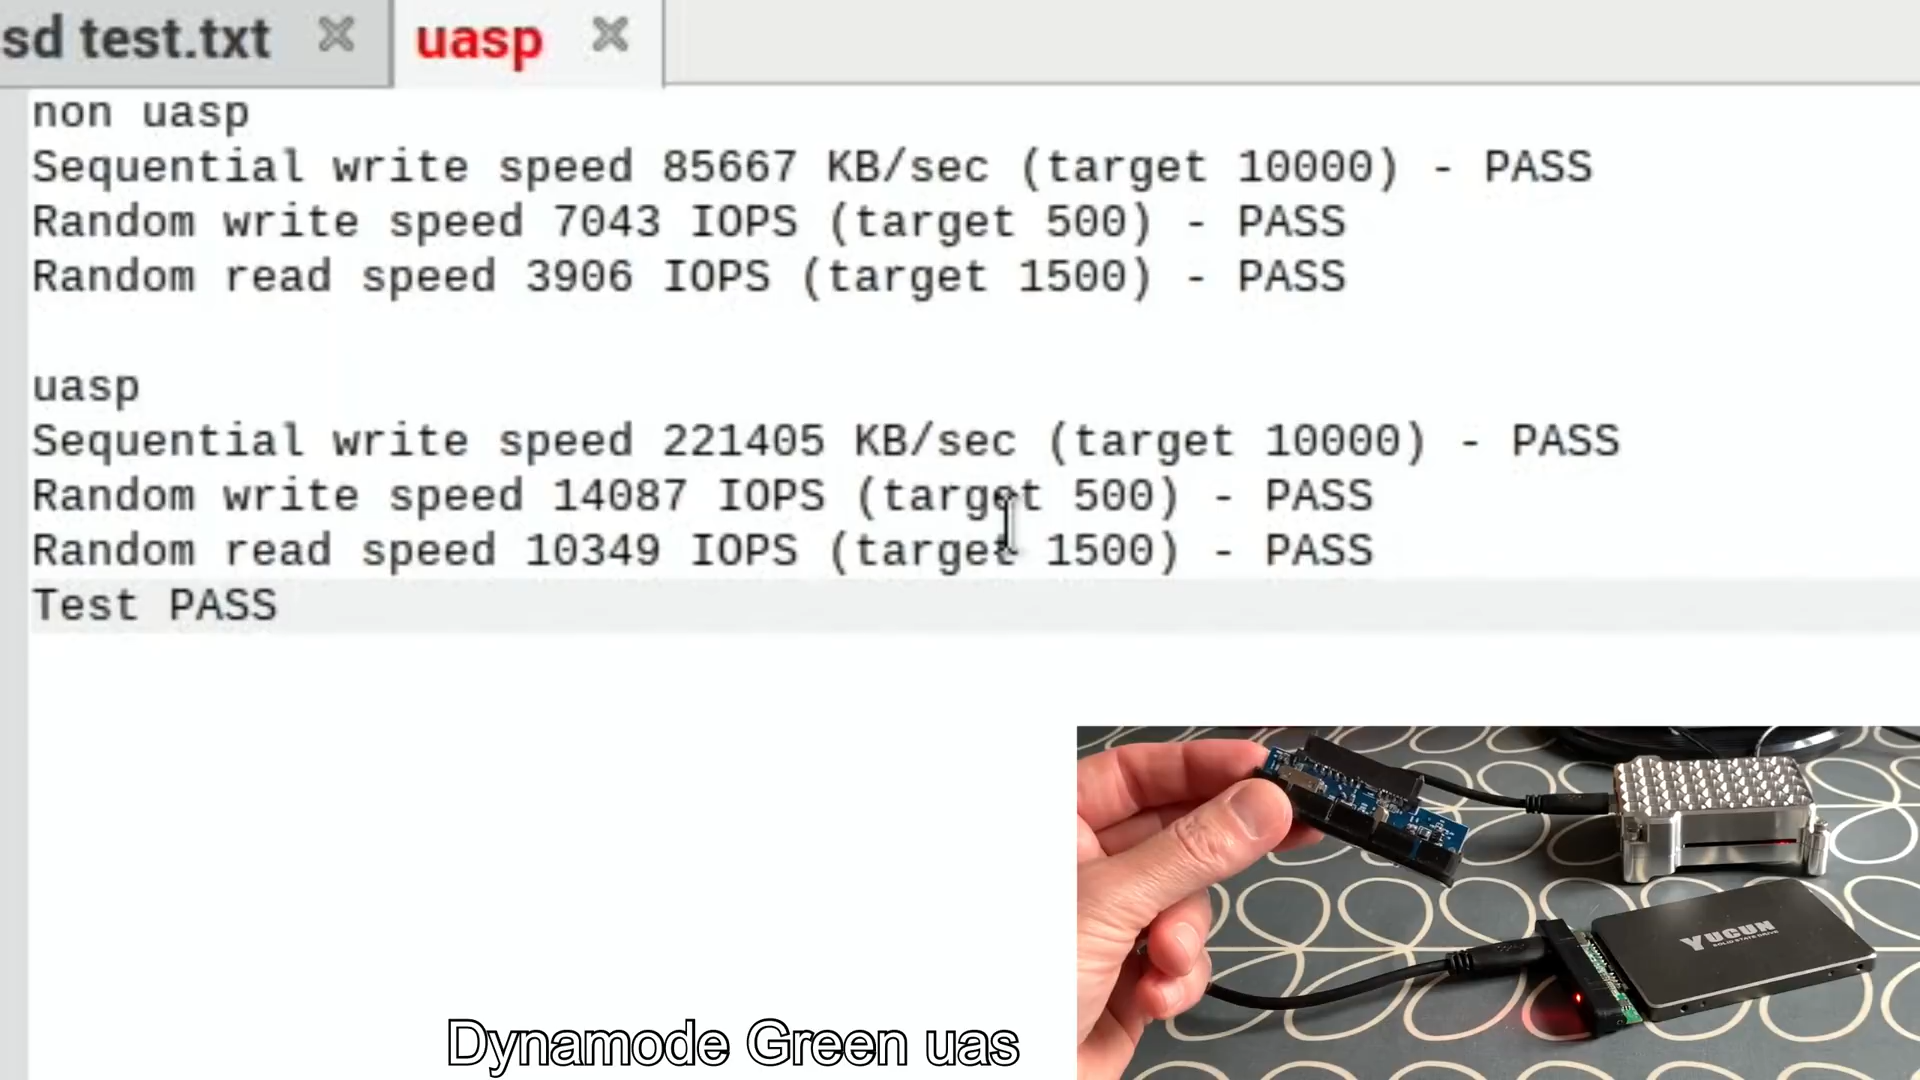 sd test.txt
uasp
non uasp
Sequential write speed 85667 KB/sec (target 10000) - PASS
Random write speed 7043 IOPS (target 500) - PASS
Random read speed 3906 IOPS (target 1500) - PASS
uasp
Sequential write speed 221405 KB/sec (target 10000) - PASS
Random write speed 14087 IOPS (target 500) - PASS
Random read speed 10349 IOPS (target 1500) - PASS
Test PASS
YUCUN
SOLID STATE DRIVE
Dynamode Green uas